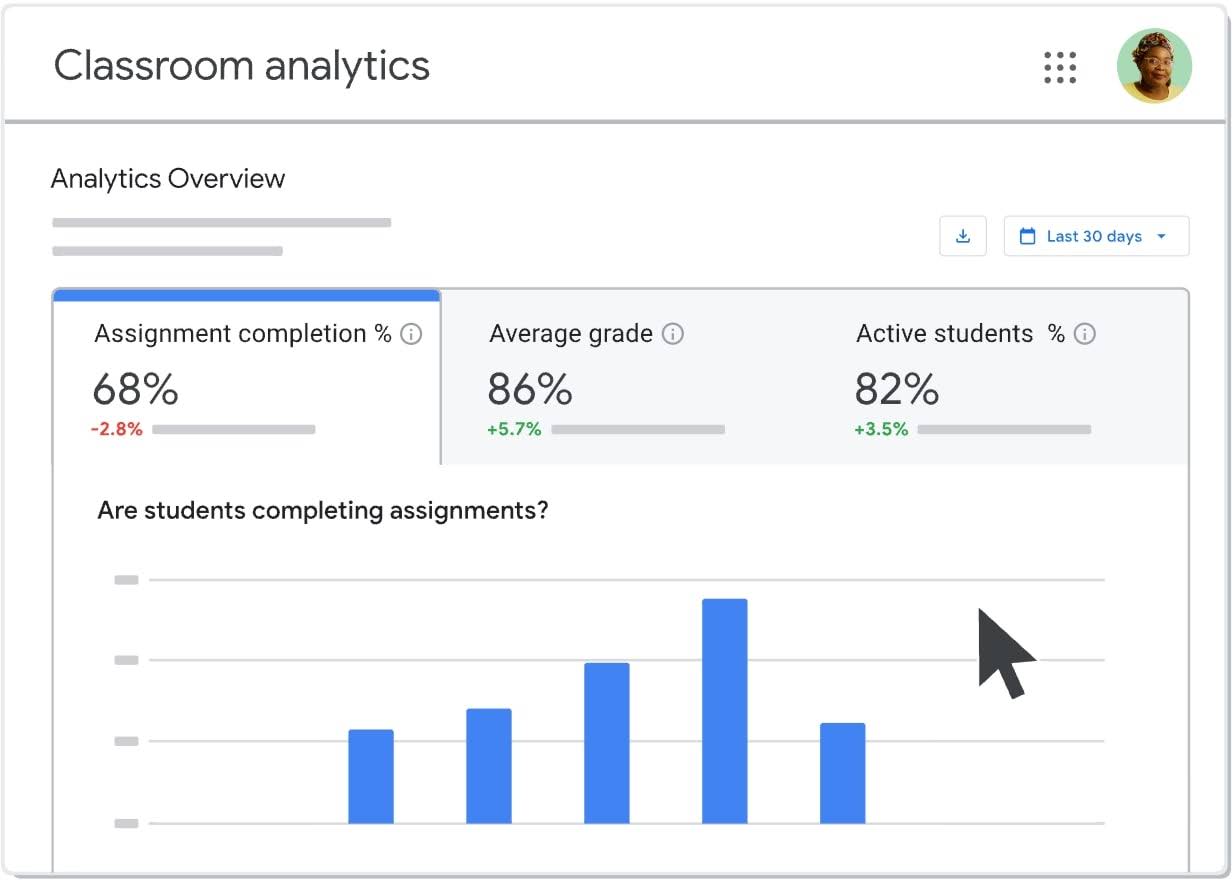 Classroom analytics
Analytics Overview
Last 30 days
Assignment completion %
68%
-2.8%
Average grade
86%
+5.7%
Active students %
82%
+3.5%
Are students completing assignments?